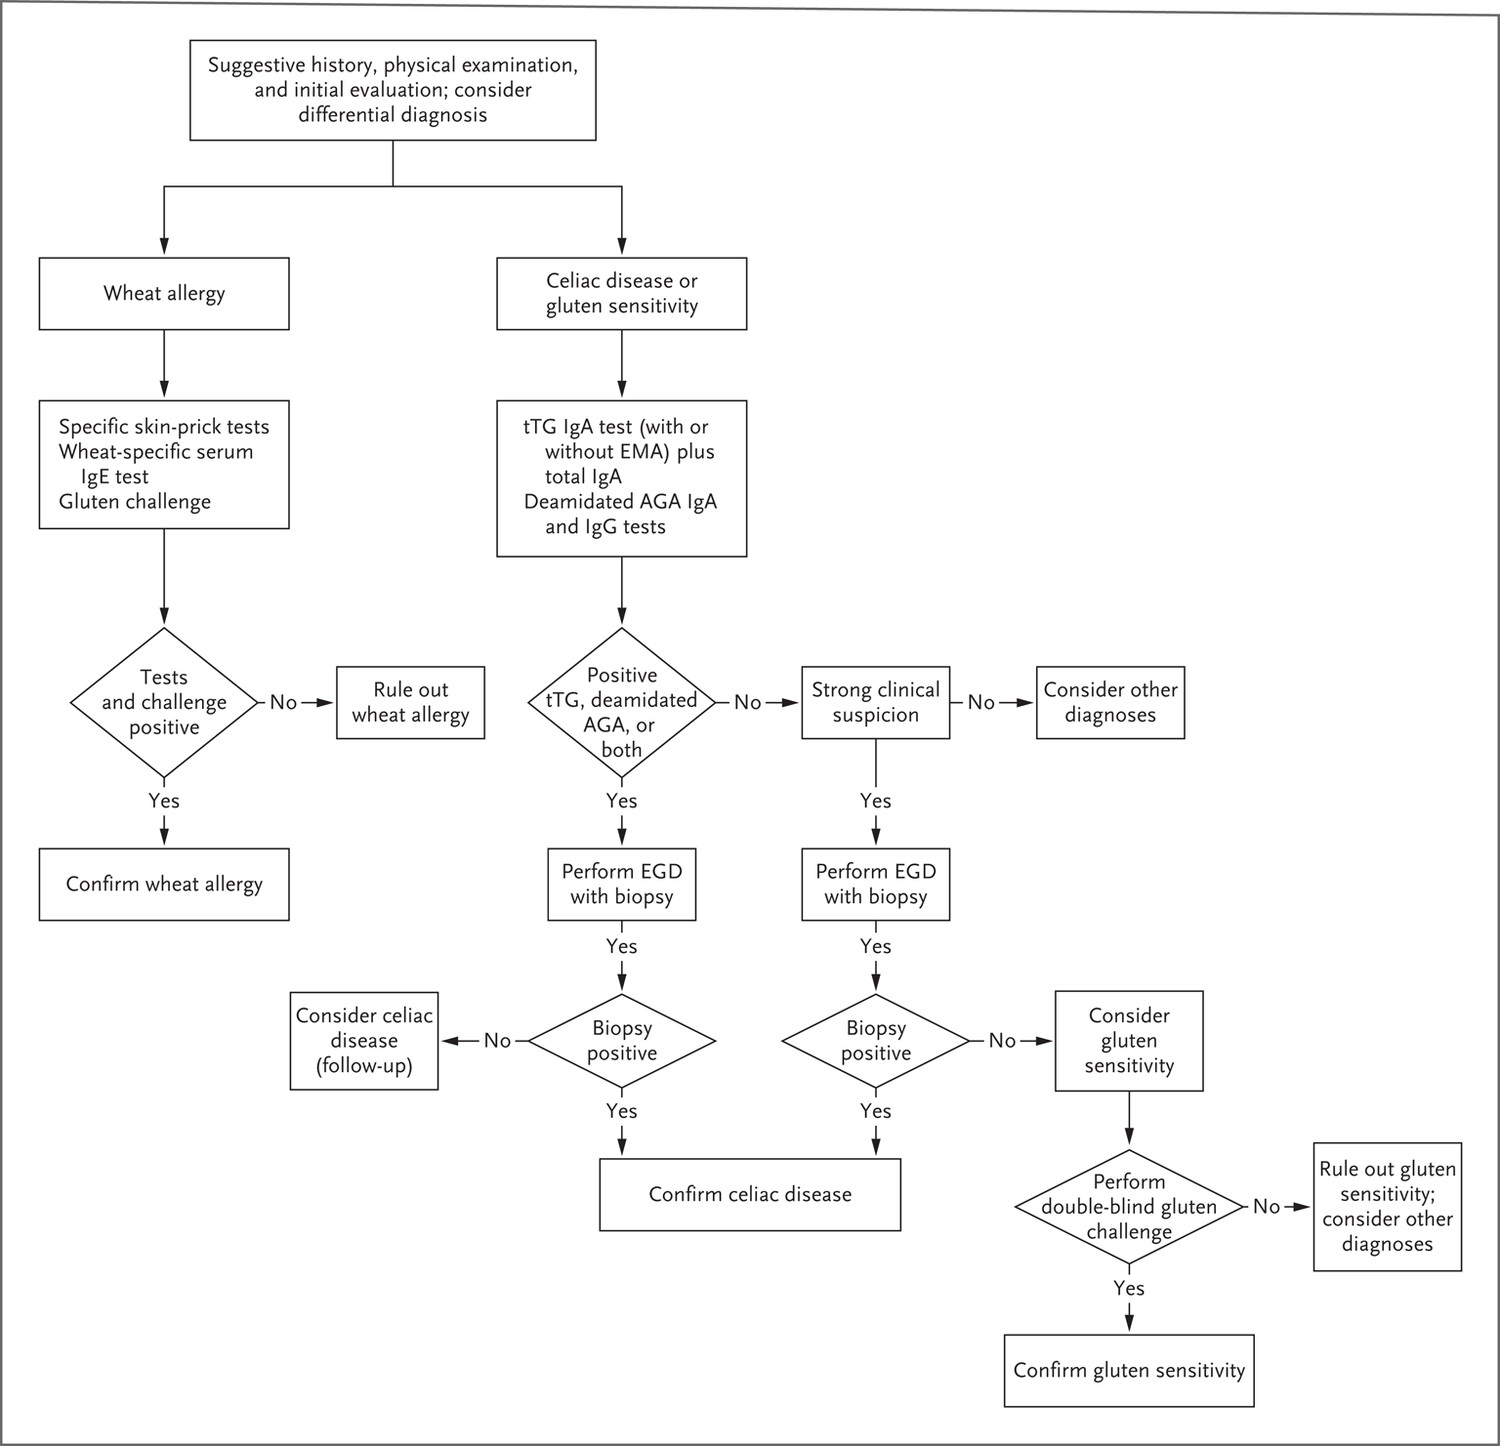 Suggestive history, physical examination,
and initial evaluation; consider
differential diagnosis
Wheat allergy
Celiac disease or
gluten sensitivity
Specific skin-prick tests
Wheat-specific serum
IgE test
Gluten challenge
tTG IgA test (with or
without EMA) plus
total IgA
Deamidated AGA IgA
and IgG tests
Tests
and challenge
positive
No
Rule out
wheat allergy
Positive
tTG, deamidated
AGA, or
both
No
Strong clinical
suspicion
No
Consider other
diagnoses
Yes
Yes
Yes
Confirm wheat allergy
Perform EGD
with biopsy
Perform EGD
with biopsy
Yes
Yes
Consider celiac
disease
(follow-up)
No
Biopsy
positive
Biopsy
positive
No
Consider
gluten
sensitivity
Yes
Yes
Confirm celiac disease
Perform
double-blind gluten
challenge
No
Rule out gluten
sensitivity;
consider other
diagnoses
Yes
Confirm gluten sensitivity